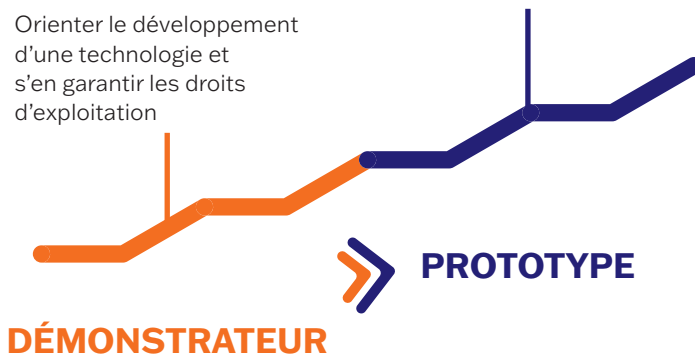 Orienter le développement
d'une technologie et
s'en garantir les droits
d'exploitation
PROTOTYPE
DÉMONSTRATEUR